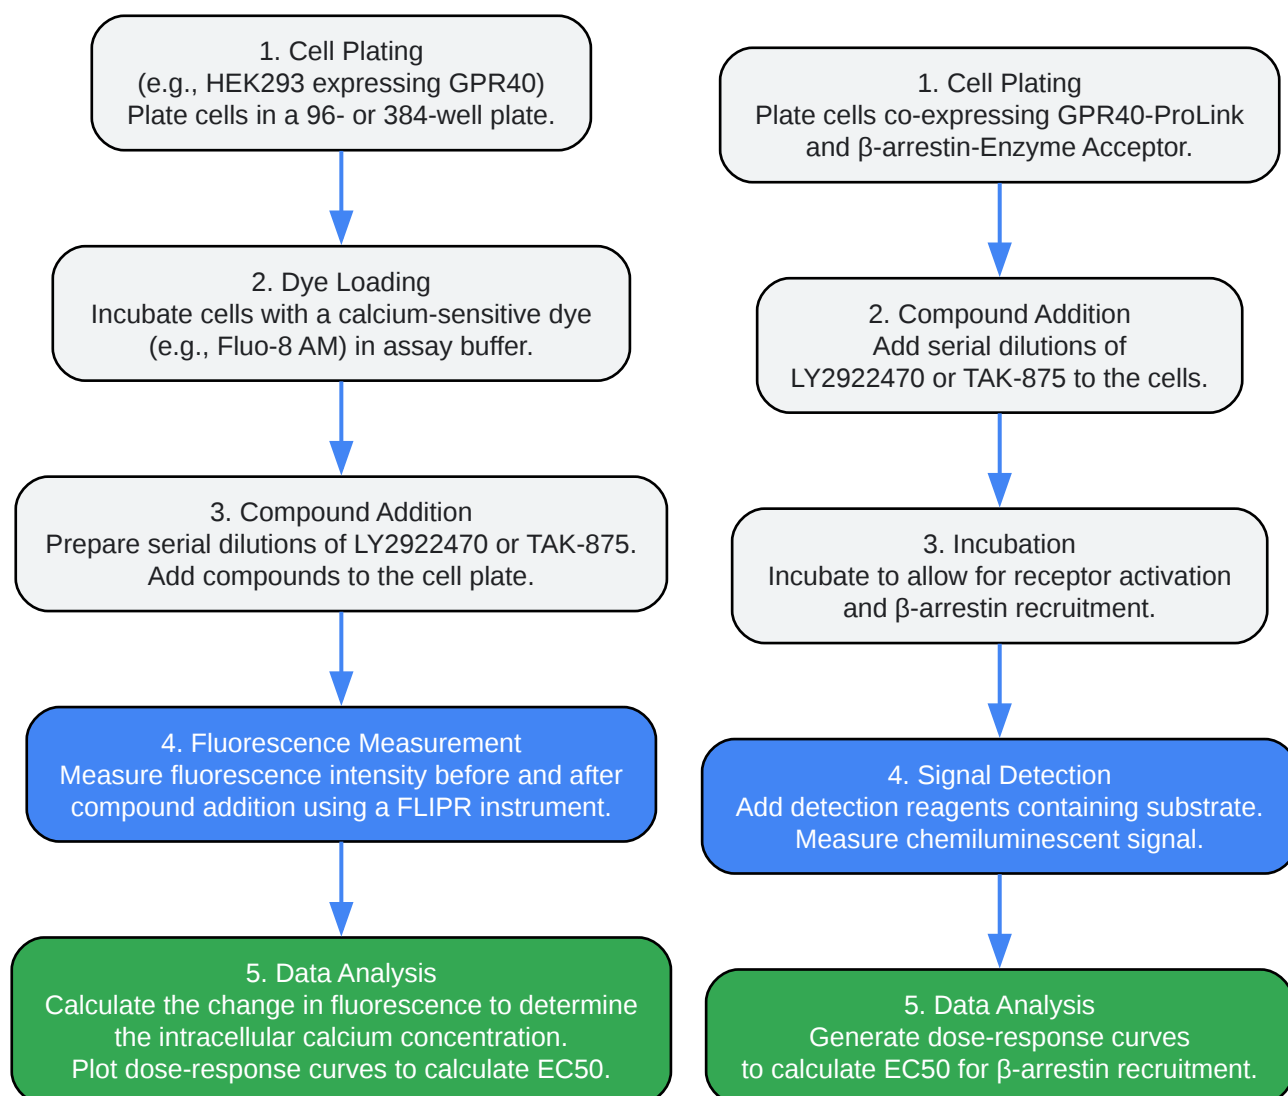 1. Cell Plating
(e.g., HEK293 expressing GPR40)
Plate cells in a 96- or 384-well plate.
2. Dye Loading
Incubate cells with a calcium-sensitive dye
(e.g., Fluo-8 AM) in assay buffer.
3. Compound Addition
Prepare serial dilutions of LY2922470 or TAK-875.
Add compounds to the cell plate.
4. Fluorescence Measurement
Measure fluorescence intensity before and after
compound addition using a FLIPR instrument.
5. Data Analysis
Calculate the change in fluorescence to determine
the intracellular calcium concentration.
Plot dose-response curves to calculate EC50.
1. Cell Plating
Plate cells co-expressing GPR40-ProLink
and β-arrestin-Enzyme Acceptor.
2. Compound Addition
Add serial dilutions of
LY2922470 or TAK-875 to the cells.
3. Incubation
Incubate to allow for receptor activation
and β-arrestin recruitment.
4. Signal Detection
Add detection reagents containing substrate.
Measure chemiluminescent signal.
5. Data Analysis
Generate dose-response curves
to calculate EC50 for β-arrestin recruitment.